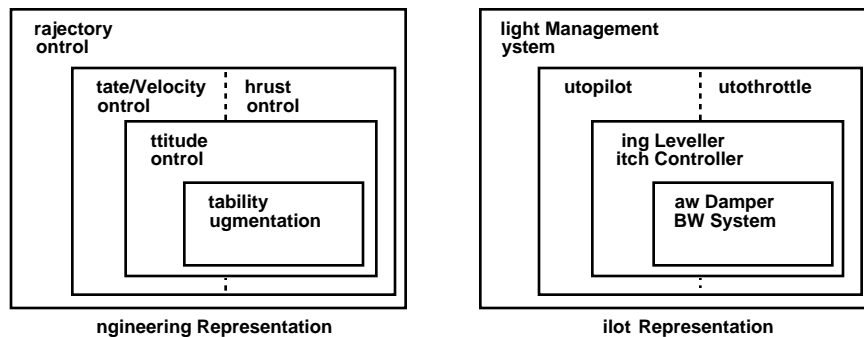 rajectory
ontrol
tate/Velocity
ontrol
hrust
ontrol
ttitude
ontrol
tability
ugmentation
ngineering Representation
light Management
ystem
utopilot
utothrottle
ing Leveller
itch Controller
aw Damper
BW System
ilot Representation